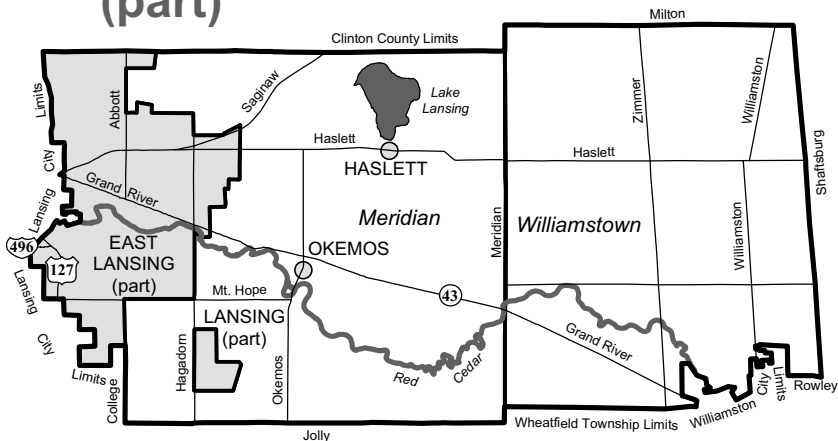 (part)
Milton
Clinton County Limits
Limits
Abbott
Saginaw
Lake
Lansing
Zimmer
Williamston
Shaftsburg
City
Haslett
HASLETT
Haslett
Grand River
Lansing
Meridian
Williamstown
Meridian
Williamston
496
127
EAST
LANSING
(part)
OKEMOS
Lansing
City
Limits
Mt. Hope
43
LANSING
(part)
Hagadorn
Okemos
College
Red
Cedar
Grand River
Jolly
Wheatfield Township Limits
Williamston
City
Limits
Rowley